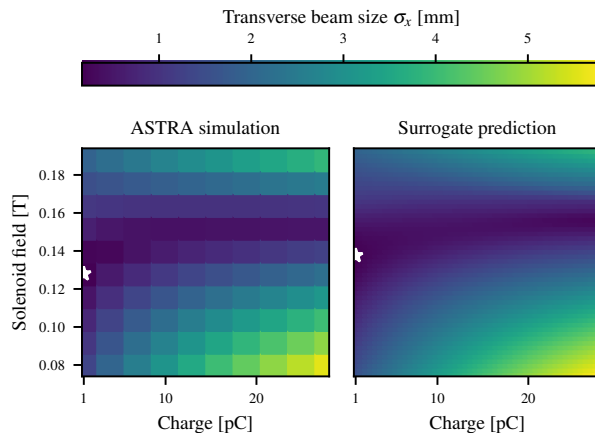 Transverse beam size σx [mm]
1 2 3 4 5
ASTRA simulation Surrogate prediction
Solenoid field [T]
0.18
0.16
0.14
0.12
0.10
0.08
1 10 20 1 10 20
Charge [pC] Charge [pC]